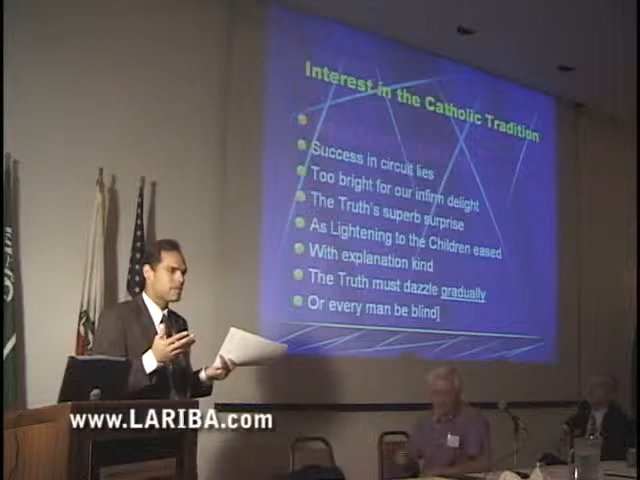 Interest in the Catholic Tradition
Success in circuit lies
Too bright for our infirm delight
The Truth's superb surprise
As Lightening to the Children eased
With explanation kind
The Truth must dazzle gradually
Or every man be blind]
www.LARIBA.com